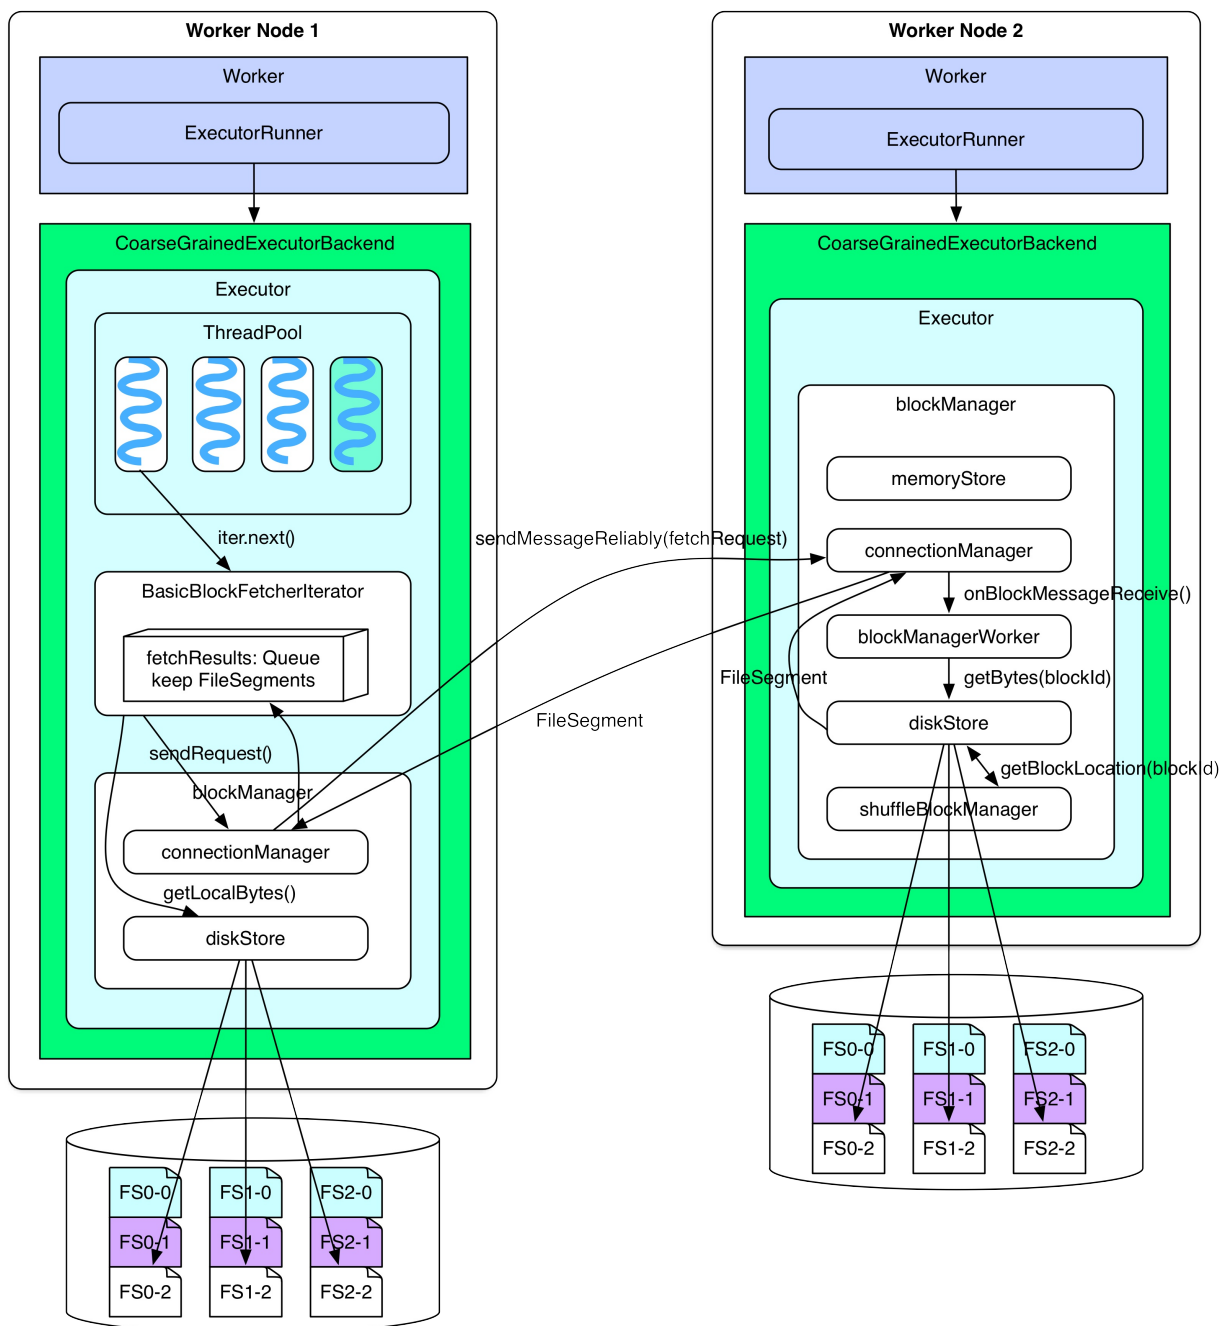 Worker Node 1
Worker
ExecutorRunner
CoarseGrainedExecutorBackend
Executor
ThreadPool
iter.next()
BasicBlockFetcherIterator
fetchResults: Queue
keep FileSegments
sendRequest()
blockManager
connectionManager
getLocalBytes()
diskStore
FS0-0 FS1-0 FS2-0
FS0-1 FS1-1 FS2-1
FS0-2 FS1-2 FS2-2
sendMessageReliably(fetchRequest)
FileSegment
Worker Node 2
Worker
ExecutorRunner
CoarseGrainedExecutorBackend
Executor
blockManager
memoryStore
connectionManager
onBlockMessageReceive()
blockManagerWorker
FileSegment
getBytes(blockId)
diskStore
getBlockLocation(blockId)
shuffleBlockManager
FS0-0 FS1-0 FS2-0
FS0-1 FS1-1 FS2-1
FS0-2 FS1-2 FS2-2